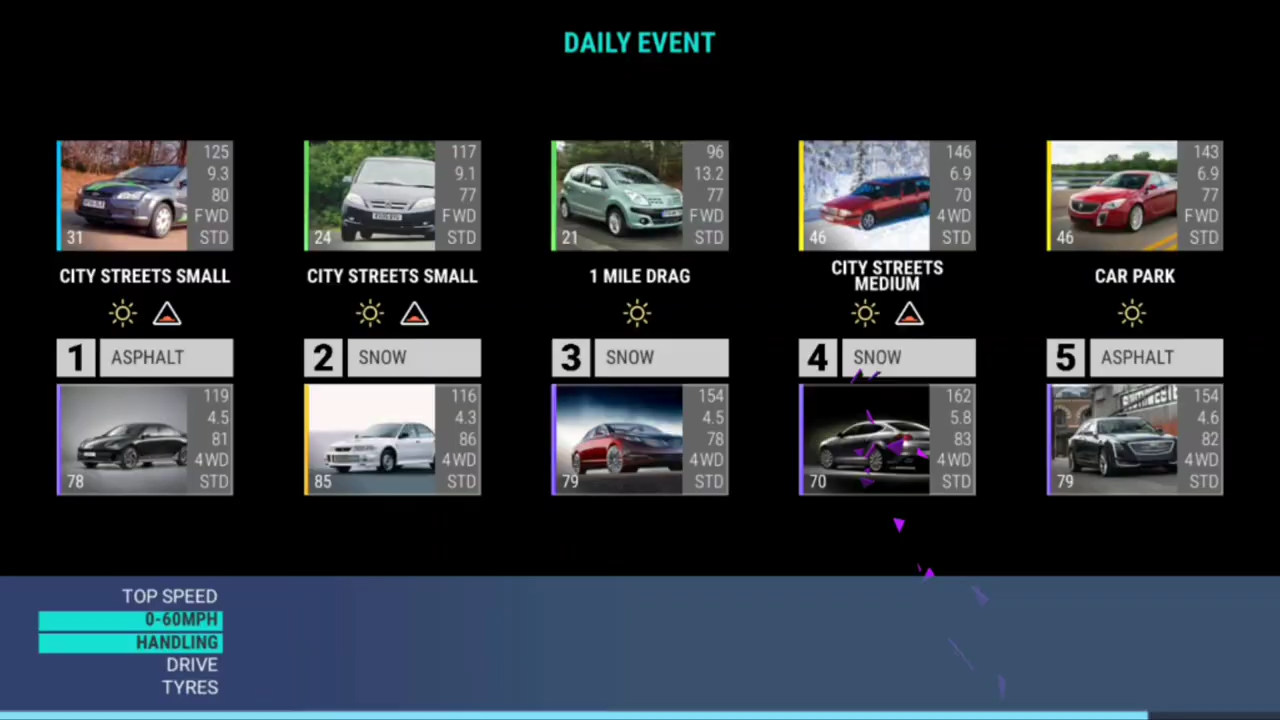 DAILY EVENT
125
9.3
80
FWD
31 STD
117
9.1
77
FWD
24 STD
96
13.2
77
FWD
21 STD
146
6.9
70
4WD
46 STD
143
6.9
77
FWD
46 STD
CITY STREETS SMALL
CITY STREETS SMALL
1 MILE DRAG
CITY STREETS
MEDIUM
CAR PARK
1 ASPHALT
2 SNOW
3 SNOW
4 SNOW
5 ASPHALT
119
4.5
81
4WD
78 STD
116
4.3
86
4WD
85 STD
154
4.5
78
4WD
79 STD
162
5.8
83
4WD
70 STD
SOUTHWESTE
154
4.6
82
4WD
79 STD
TOP SPEED
0-60MPH
HANDLING
DRIVE
TYRES